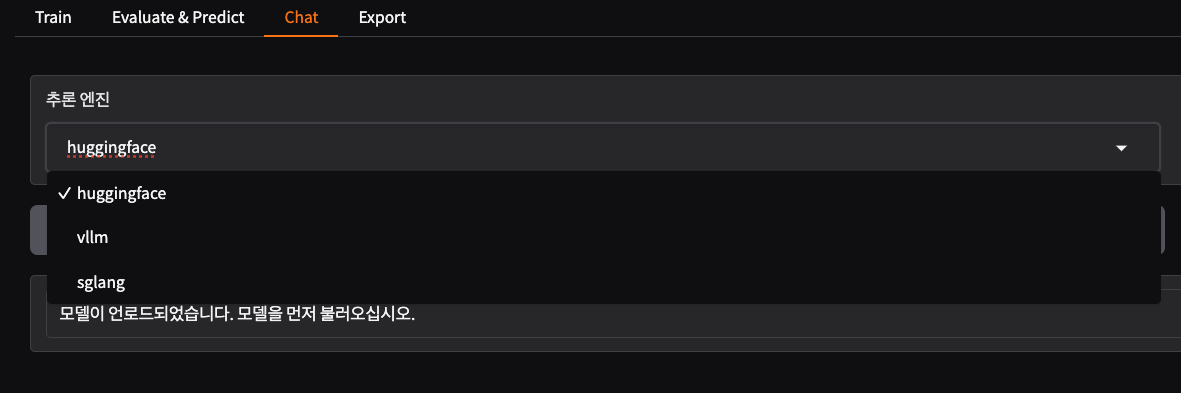 Train Evaluate & Predict Chat Export
추론 엔진
huggingface
✓ huggingface
vllm
sglang
모델이 언로드되었습니다. 모델을 먼저 불러오십시오.